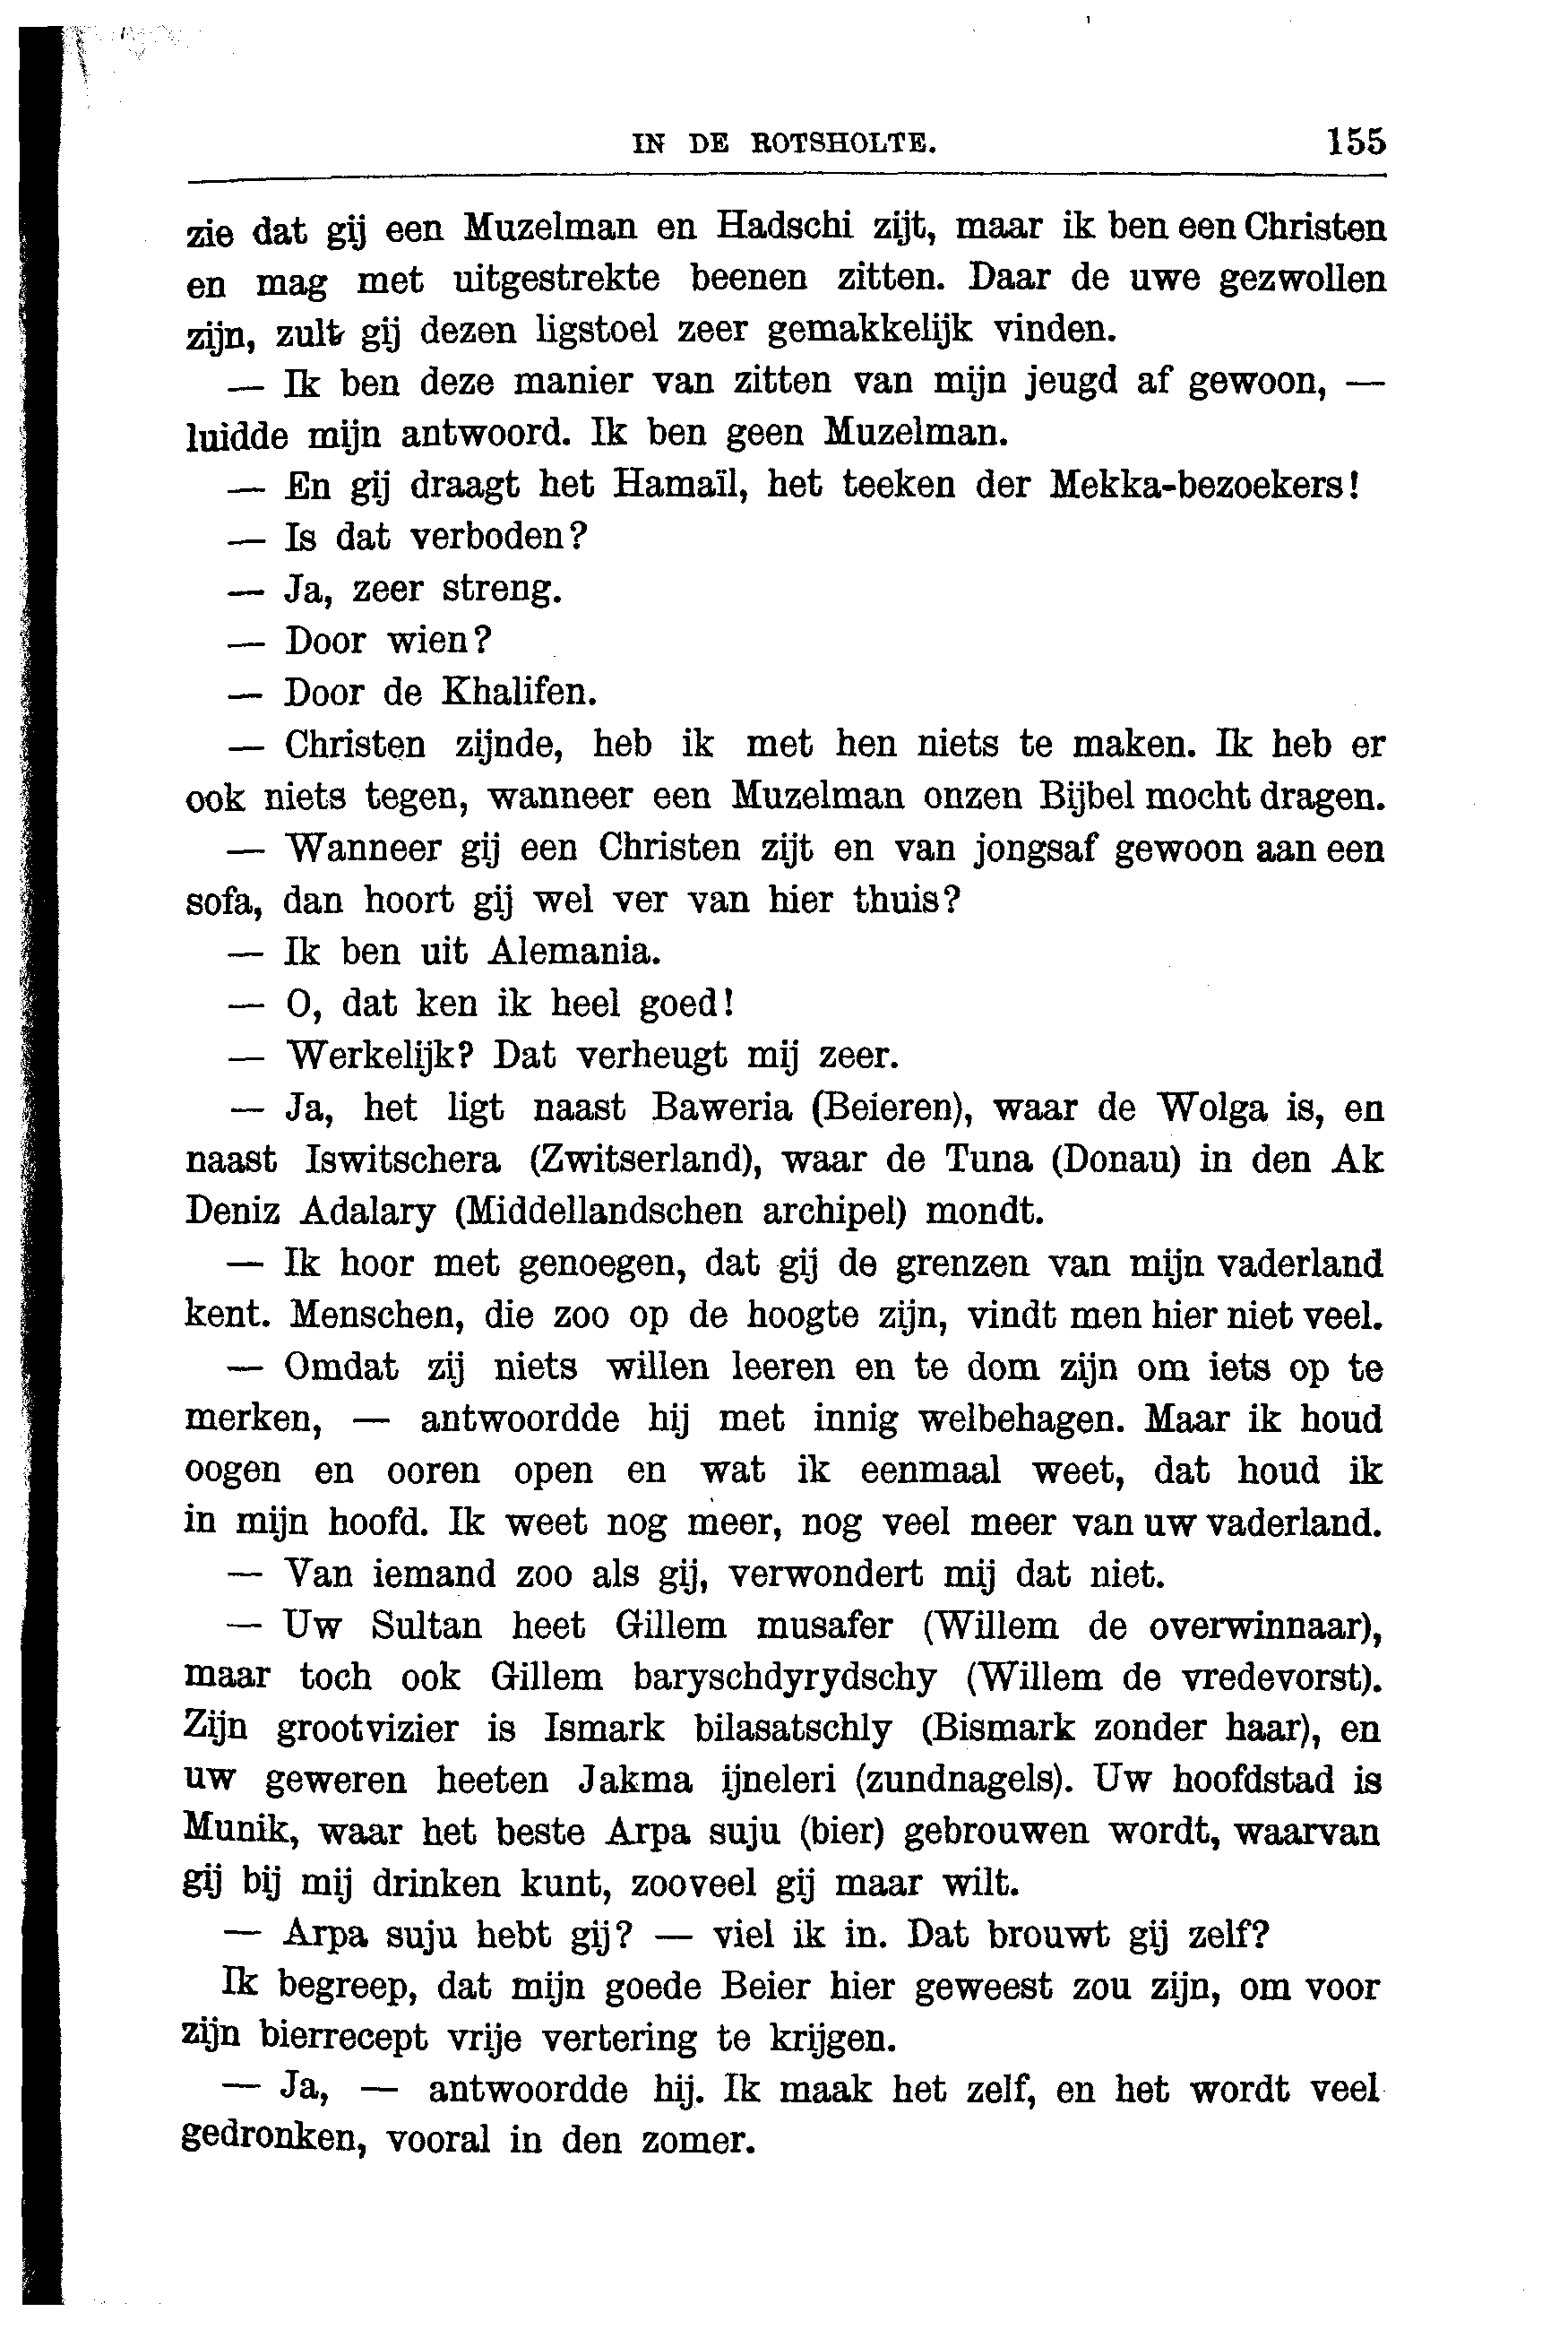 IN DE ROTSHOLTE. 155
zie dat gij een Muzelman en Hadschi zijt, maar ik ben een Christen
en mag met uitgestrekte beenen zitten. Daar de uwe gezwollen
zijn, zult gij dezen ligstoel zeer gemakkelijk vinden.
— Ik ben deze manier van zitten van mijn jeugd af gewoon, —
luidde mijn antwoord. Ik ben geen Muzelman.
— En gij draagt het Hamaïl, het teeken der Mekka-bezoekers!
— Is dat verboden?
— Ja, zeer streng.
— Door wien?
— Door de Khalifen.
— Christen zijnde, heb ik met hen niets te maken. Ik heb er
ook niets tegen, wanneer een Muzelman onzen Bijbel mocht dragen.
— Wanneer gij een Christen zijt en van jongsaf gewoon aan een
sofa, dan hoort gij wel ver van hier thuis?
— Ik ben uit Alemania.
— O, dat ken ik heel goed!
— Werkelijk? Dat verheugt mij zeer.
— Ja, het ligt naast Baweria (Beieren), waar de Wolga is, en
naast Iswitschera (Zwitserland), waar de Tuna (Donau) in den Ak
Deniz Adalary (Middellandschen archipel) mondt.
— Ik hoor met genoegen, dat gij de grenzen van mijn vaderland
kent. Menschen, die zoo op de hoogte zijn, vindt men hier niet veel.
— Omdat zij niets willen leeren en te dom zijn om iets op te
merken, — antwoordde hij met innig welbehagen. Maar ik houd
oogen en ooren open en wat ik eenmaal weet, dat houd ik
in mijn hoofd. Ik weet nog meer, nog veel meer van uw vaderland.
— Van iemand zoo als gij, verwondert mij dat niet.
— Uw Sultan heet Gillem musafer (Willem de overwinnaar),
maar toch ook Gillem baryschdyrydschy (Willem de vredevorst).
Zijn grootvizier is Ismark bilasatschly (Bismark zonder haar), en
uw geweren heeten Jakma ijneleri (zundnagels). Uw hoofdstad is
Munik, waar het beste Arpa suju (bier) gebrouwen wordt, waarvan
gij bij mij drinken kunt, zooveel gij maar wilt.
— Arpa suju hebt gij? — viel ik in. Dat brouwt gij zelf?
Ik begreep, dat mijn goede Beier hier geweest zou zijn, om voor
zijn bierrecept vrije vertering te krijgen.
— Ja, — antwoordde hij. Ik maak het zelf, en het wordt veel
gedronken, vooral in den zomer.